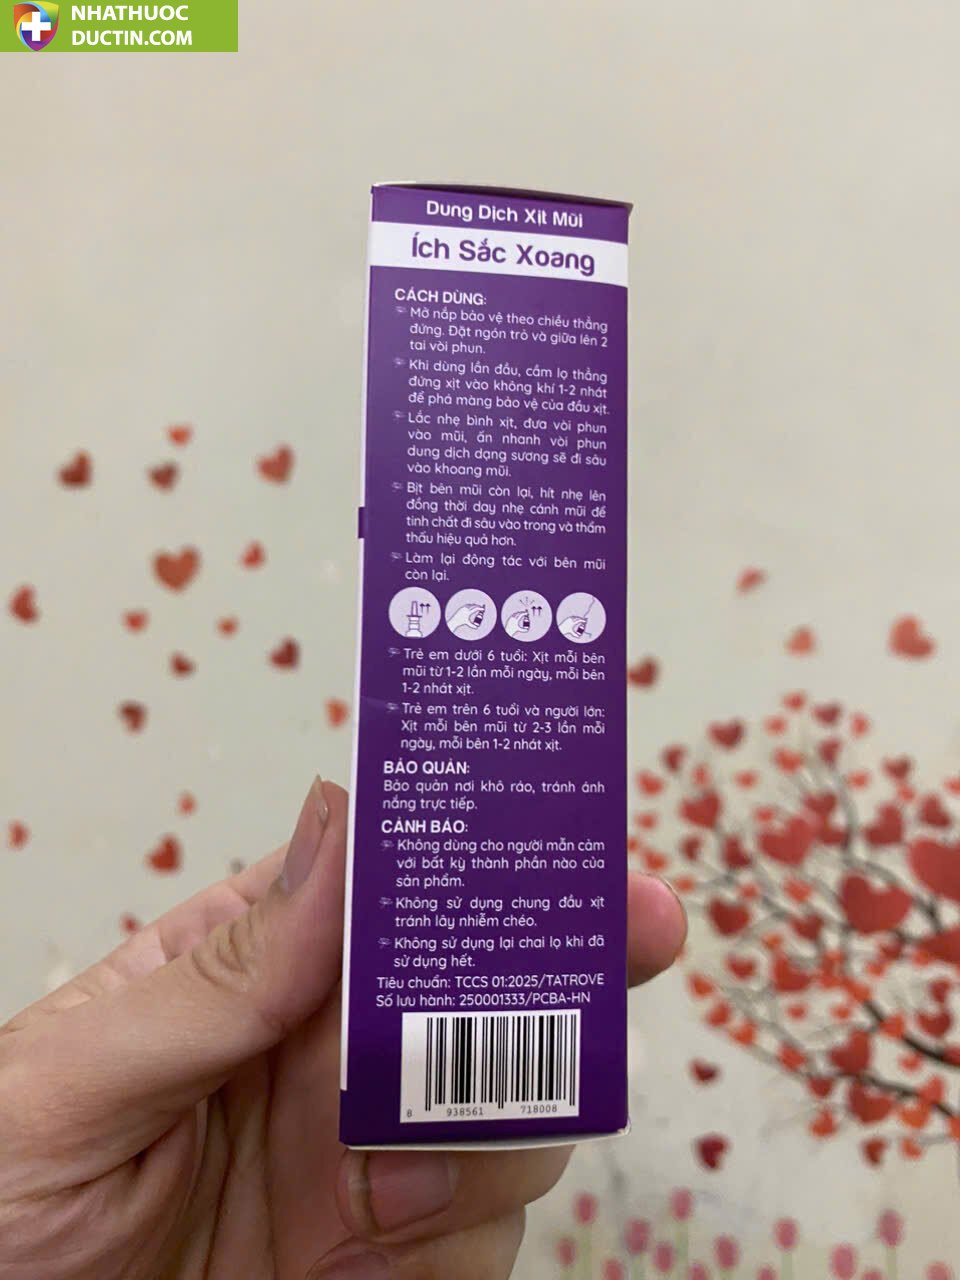 NHATHUOC
DUCTIN.COM
Dung Dịch Xịt Mũi
Ích Sắc Xoang
CÁCH DÙNG:
Mở nắp bảo vệ theo chiều thẳng
đứng. Đặt ngón trỏ và giữa lên 2
tai vòi phun.
Khi dùng lần đầu, cầm lọ thẳng
đứng xịt vào không khí 1-2 nhát
để phá màng bảo vệ của đầu xịt.
Lắc nhẹ bình xịt, đưa vòi phun
vào mũi, ấn nhanh vòi phun
dung dịch dạng sương sẽ đi sâu
vào khoang mũi.
Bịt bên mũi còn lại, hít nhẹ lên
đồng thời day nhẹ cánh mũi để
tinh chất đi sâu vào trong và thẩm
thấu hiệu quả hơn.
Làm lại động tác với bên mũi
còn lại.
Trẻ em dưới 6 tuổi: Xịt mỗi bên
mũi từ 1-2 lần mỗi ngày, mỗi bên
1-2 nhát xịt.
Trẻ em trên 6 tuổi và người lớn:
Xịt mỗi bên mũi từ 2-3 lần mỗi
ngày, mỗi bên 1-2 nhát xịt.
BẢO QUẢN:
Bảo quản nơi khô ráo, tránh ánh
nắng trực tiếp.
CẢNH BÁO:
Không dùng cho người mẫn cảm
với bất kỳ thành phần nào của
sản phẩm.
Không sử dụng chung đầu xịt
tránh lây nhiễm chéo.
Không sử dụng lại chai lọ khi đã
sử dụng hết.
Tiêu chuẩn: TCCS 01:2025/TATROVE
Số lưu hành: 250001333/PCBA-HN
8 938561 718008